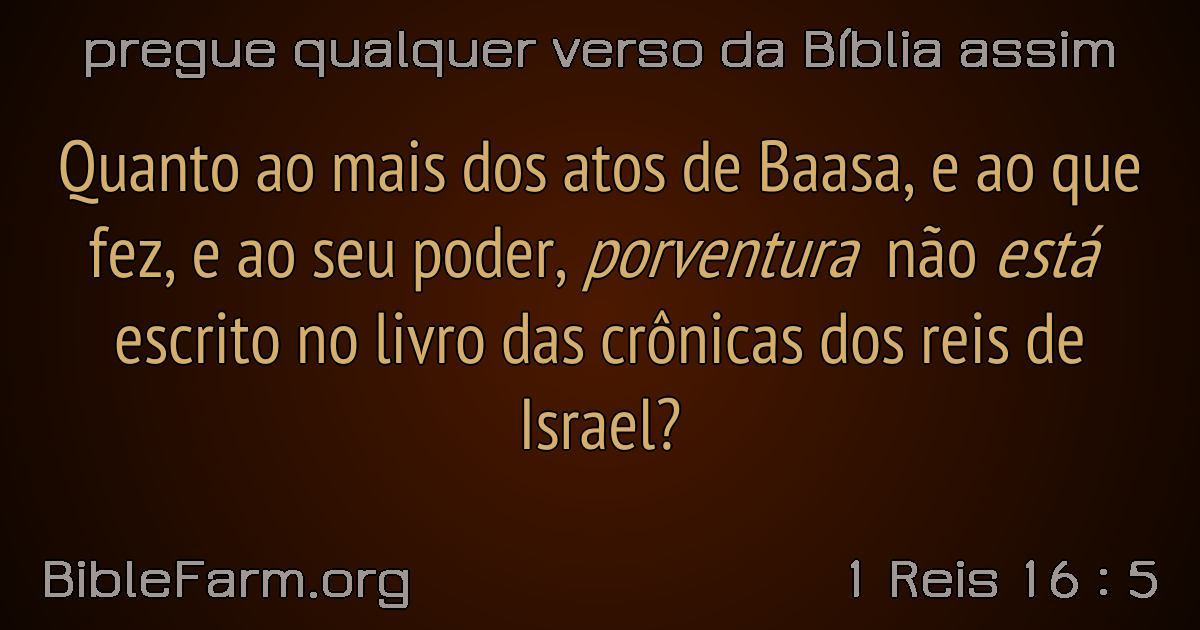 pregue qualquer verso da Bíblia assim
Quanto ao mais dos atos de Baasa, e ao que
fez, e ao seu poder, porventura não está
escrito no livro das crônicas dos reis de
Israel?
BibleFarm.org
1 Reis 16 : 5